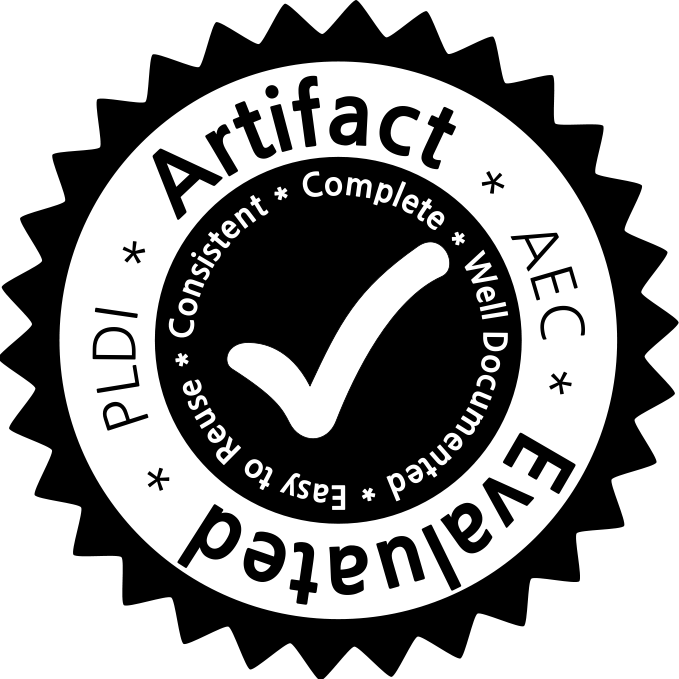 Artifact * AEC * Evaluated * PLDI *
Consistent * Complete * Well Documented * Easy to Reuse *